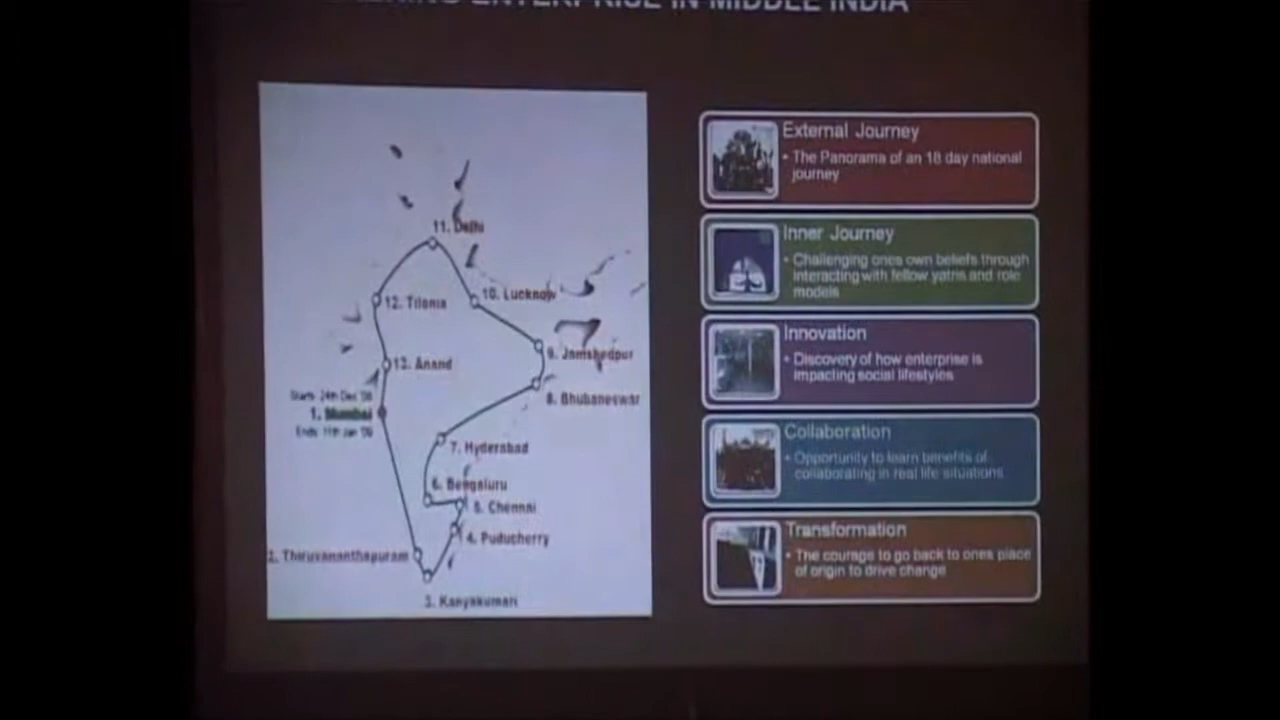 ENTERPRISE IN MIDDLE INDIA
11. Delhi
12. Tilonia
10. Lucknow
9. Jamshedpur
13. Anand
8. Bhubaneswar
Starts 24th Dec '08
1. Mumbai
Ends 11th Jan '09
7. Hyderabad
6. Bengaluru
5. Chennai
4. Puducherry
2. Thiruvananthapuram
3. Kanyakumari
External Journey
• The Panorama of an 18 day national
journey
Inner Journey
• Challenging ones own beliefs through
interacting with fellow yatris and role
models
Innovation
• Discovery of how enterprise is
impacting social lifestyles
Collaboration
• Opportunity to learn benefits of
collaborating in real life situations
Transformation
• The courage to go back to ones place
of origin to drive change